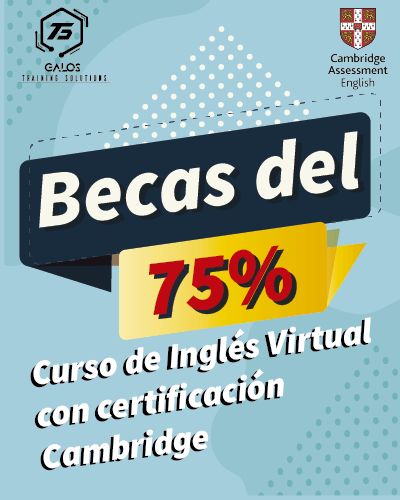 GALOS
TRAINING SOLUTIONS
Cambridge
Assessment
English
Becas del
75%
Curso de Inglés Virtual
con certificación
Cambridge